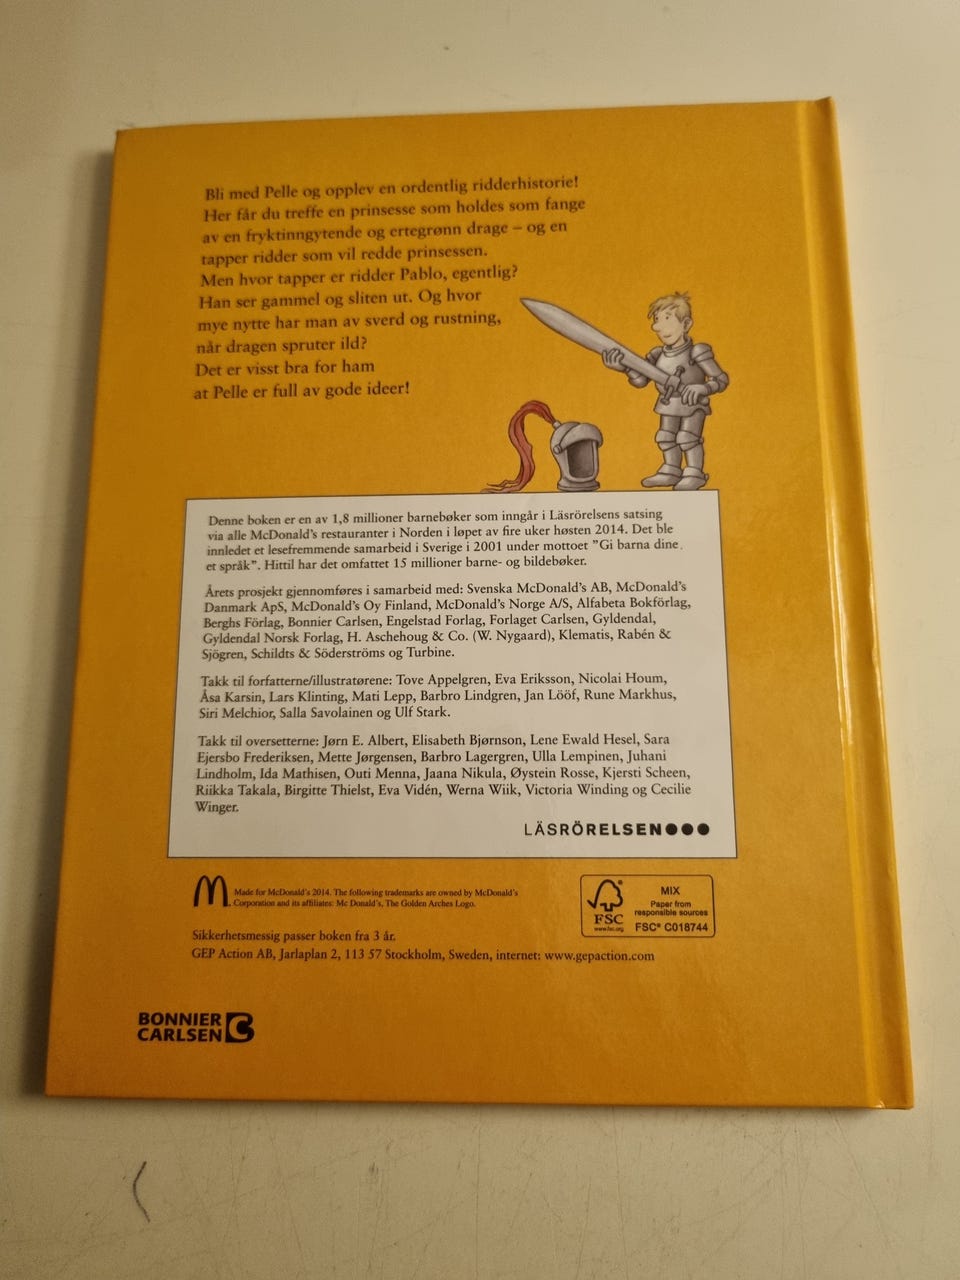 Bli med Pelle og opplev en ordentlig ridderhistorie!
Her får du treffe en prinsesse som holdes som fange
av en fryktinngytende og ertegrønn drage – og en
tapper ridder som vil redde prinsessen.
Men hvor tapper er ridder Pablo, egentlig?
Han ser gammel og sliten ut. Og hvor
mye nytte har man av sverd og rustning,
når dragen spruter ild?
Det er visst bra for ham
at Pelle er full av gode ideer!
Denne boken er en av 1,8 millioner barnebøker som inngår i Läsrörelsens satsing
via alle McDonald's restauranter i Norden i løpet av fire uker høsten 2014. Det ble
innledet et lesefremmende samarbeid i Sverige i 2001 under mottoet "Gi barna dine
et språk". Hittil har det omfattet 15 millioner barne- og bildebøker.
Årets prosjekt gjennomføres i samarbeid med: Svenska McDonald's AB, McDonald's
Danmark ApS, McDonald's Oy Finland, McDonald's Norge A/S, Alfabeta Bokförlag,
Berghs Förlag, Bonnier Carlsen, Engelstad Forlag, Forlaget Carlsen, Gyldendal,
Gyldendal Norsk Forlag, H. Aschehoug & Co. (W. Nygaard), Klematis, Rabén &
Sjögren, Schildts & Söderströms og Turbine.
Takk til forfatterne/illustratørene: Tove Appelgren, Eva Eriksson, Nicolai Houm,
Åsa Karsin, Lars Klinting, Mati Lepp, Barbro Lindgren, Jan Lööf, Rune Markhus,
Siri Melchior, Salla Savolainen og Ulf Stark.
Takk til oversetterne: Jørn E. Albert, Elisabeth Bjørnson, Lene Ewald Hesel, Sara
Ejersbo Frederiksen, Mette Jørgensen, Barbro Lagergren, Ulla Lempinen, Juhani
Lindholm, Ida Mathisen, Outi Menna, Jaana Nikula, Øystein Rosse, Kjersti Scheen,
Riikka Takala, Birgitte Thielst, Eva Vidén, Werna Wiik, Victoria Winding og Cecilie
Winger.
LÄSRÖRELSEN●●●
Made for McDonald's 2014. The following trademarks are owned by McDonald's
Corporation and its affiliates: Mc Donald's, The Golden Arches Logo.
FSC
www.fsc.org
MIX
Paper from
responsible sources
FSC® C018744
Sikkerhetsmessig passer boken fra 3 år.
GEP Action AB, Jarlaplan 2, 113 57 Stockholm, Sweden, internet: www.gepaction.com
BONNIER
CARLSEN